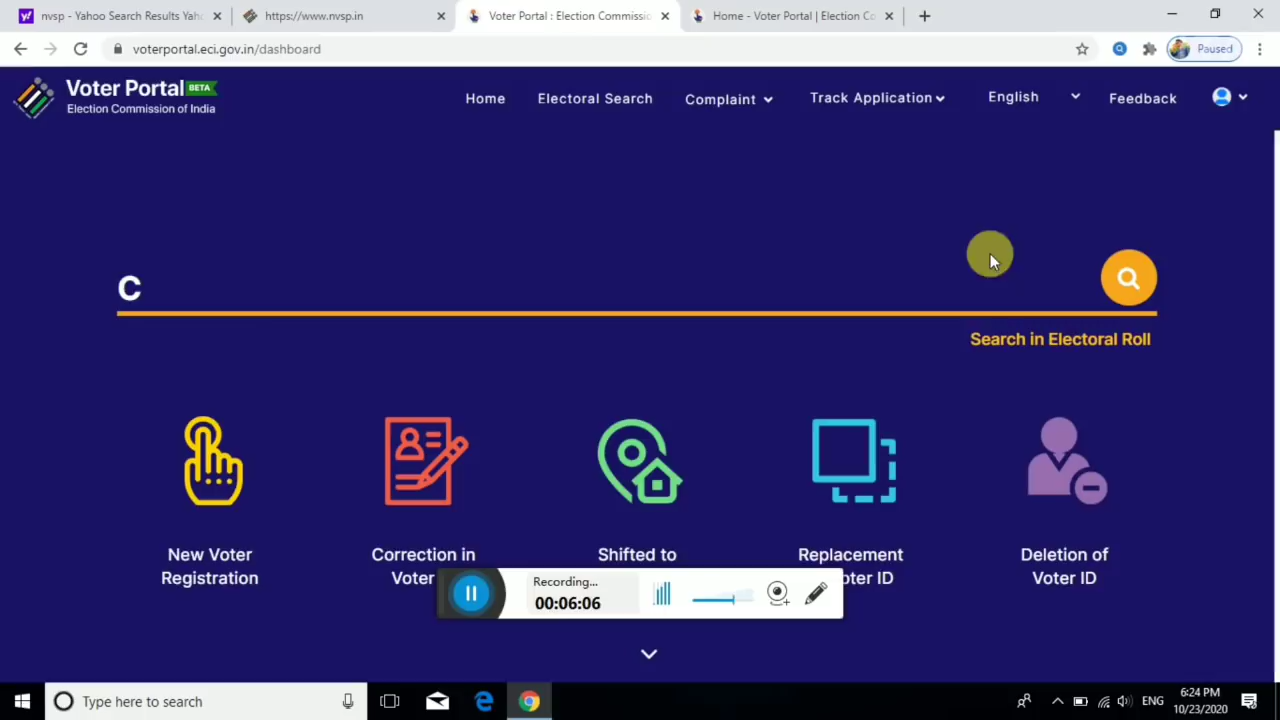 nvsp - Yahoo Search Results Yaho
https://www.nvsp.in
Voter Portal : Election Commissio
Home - Voter Portal | Election Co
voterportal.eci.gov.in/dashboard
Paused
Voter Portal BETA
Election Commission of India
Home
Electoral Search
Complaint
Track Application
English
Feedback
C
Search in Electoral Roll
New Voter
Registration
Correction in
Voter
Shifted to
Replacement
oter ID
Deletion of
Voter ID
Recording...
00:06:06
Type here to search
ENG
6:24 PM
10/23/2020